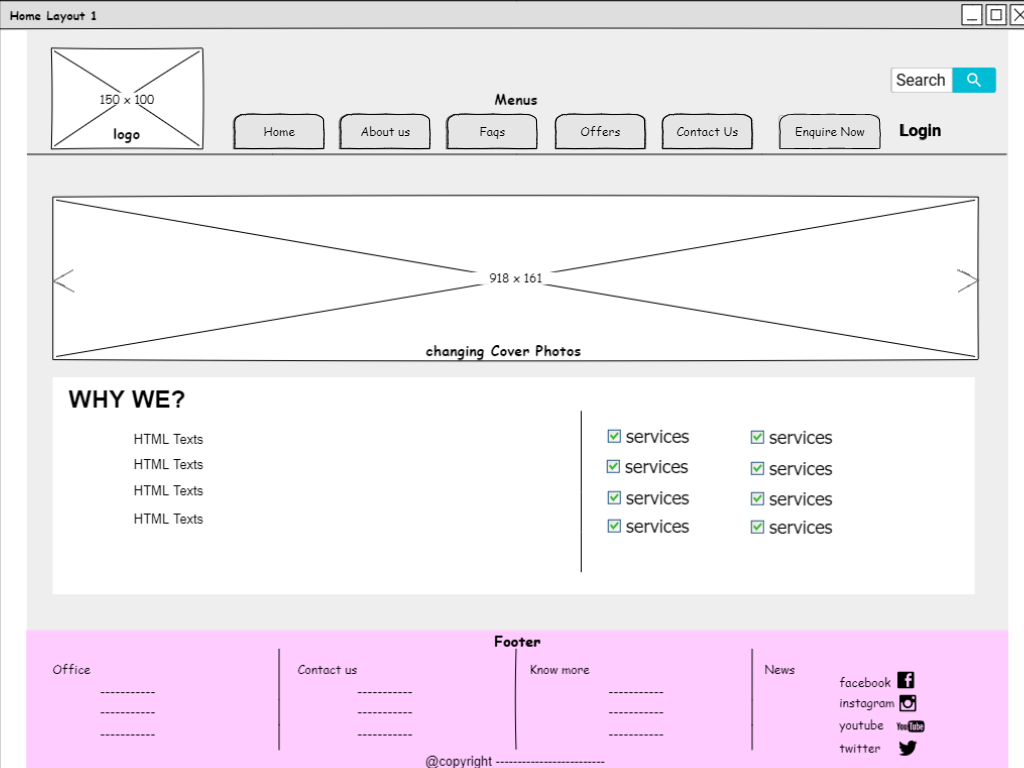 Home Layout 1
150 x 100
logo
Search
Menus
Home About us Faqs Offers Contact Us Enquire Now Login
918 x 161
changing Cover Photos
WHY WE?
HTML Texts
HTML Texts
HTML Texts
HTML Texts
services services
services services
services services
services services
Footer
Office
-----------
-----------
-----------
Contact us
-----------
-----------
-----------
Know more
-----------
-----------
-----------
News
facebook
instagram
youtube YouTube
twitter
@copyright ----------------------